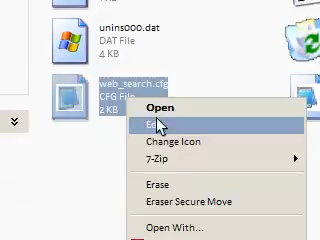 unins000.dat
DAT File
4 KB
web_search.cfg
CFG File
2 KB
Open
Change Icon
7-Zip
Erase
Eraser Secure Move
Open With...